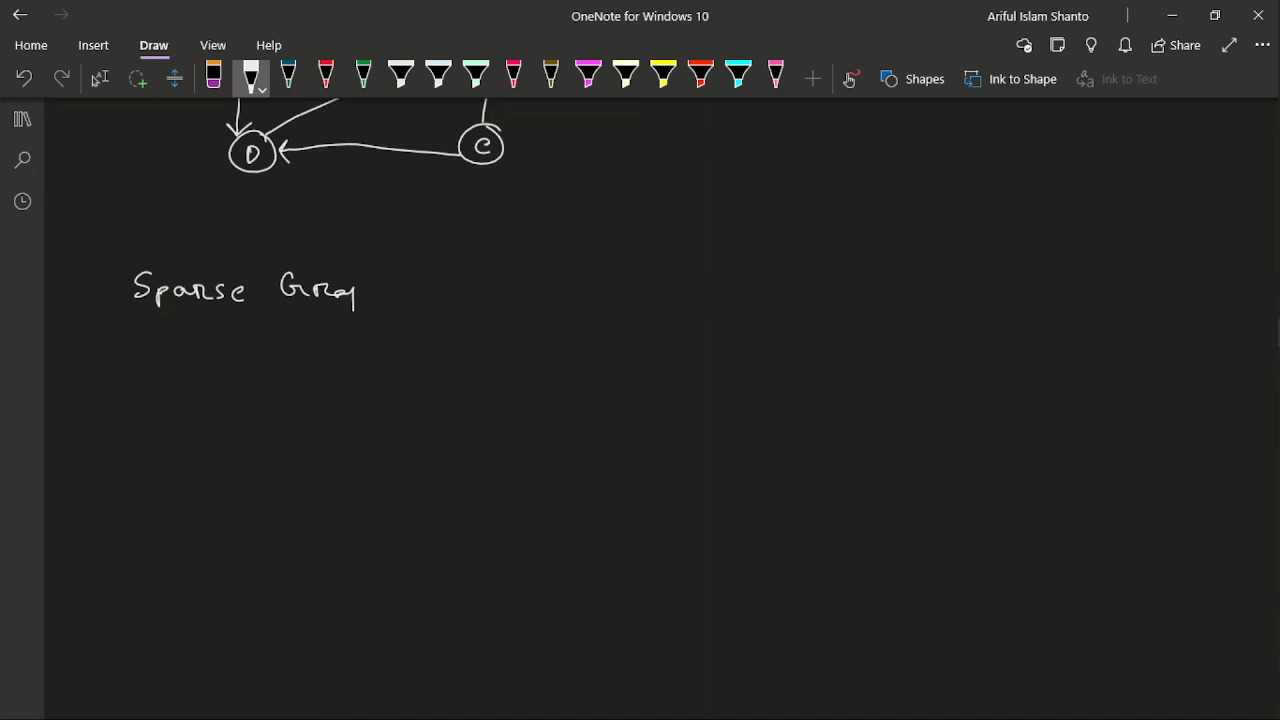 OneNote for Windows 10
Ariful Islam Shanto
Home Insert Draw View Help
Share
Shapes Ink to Shape Ink to Text
D C
Sparse Grap